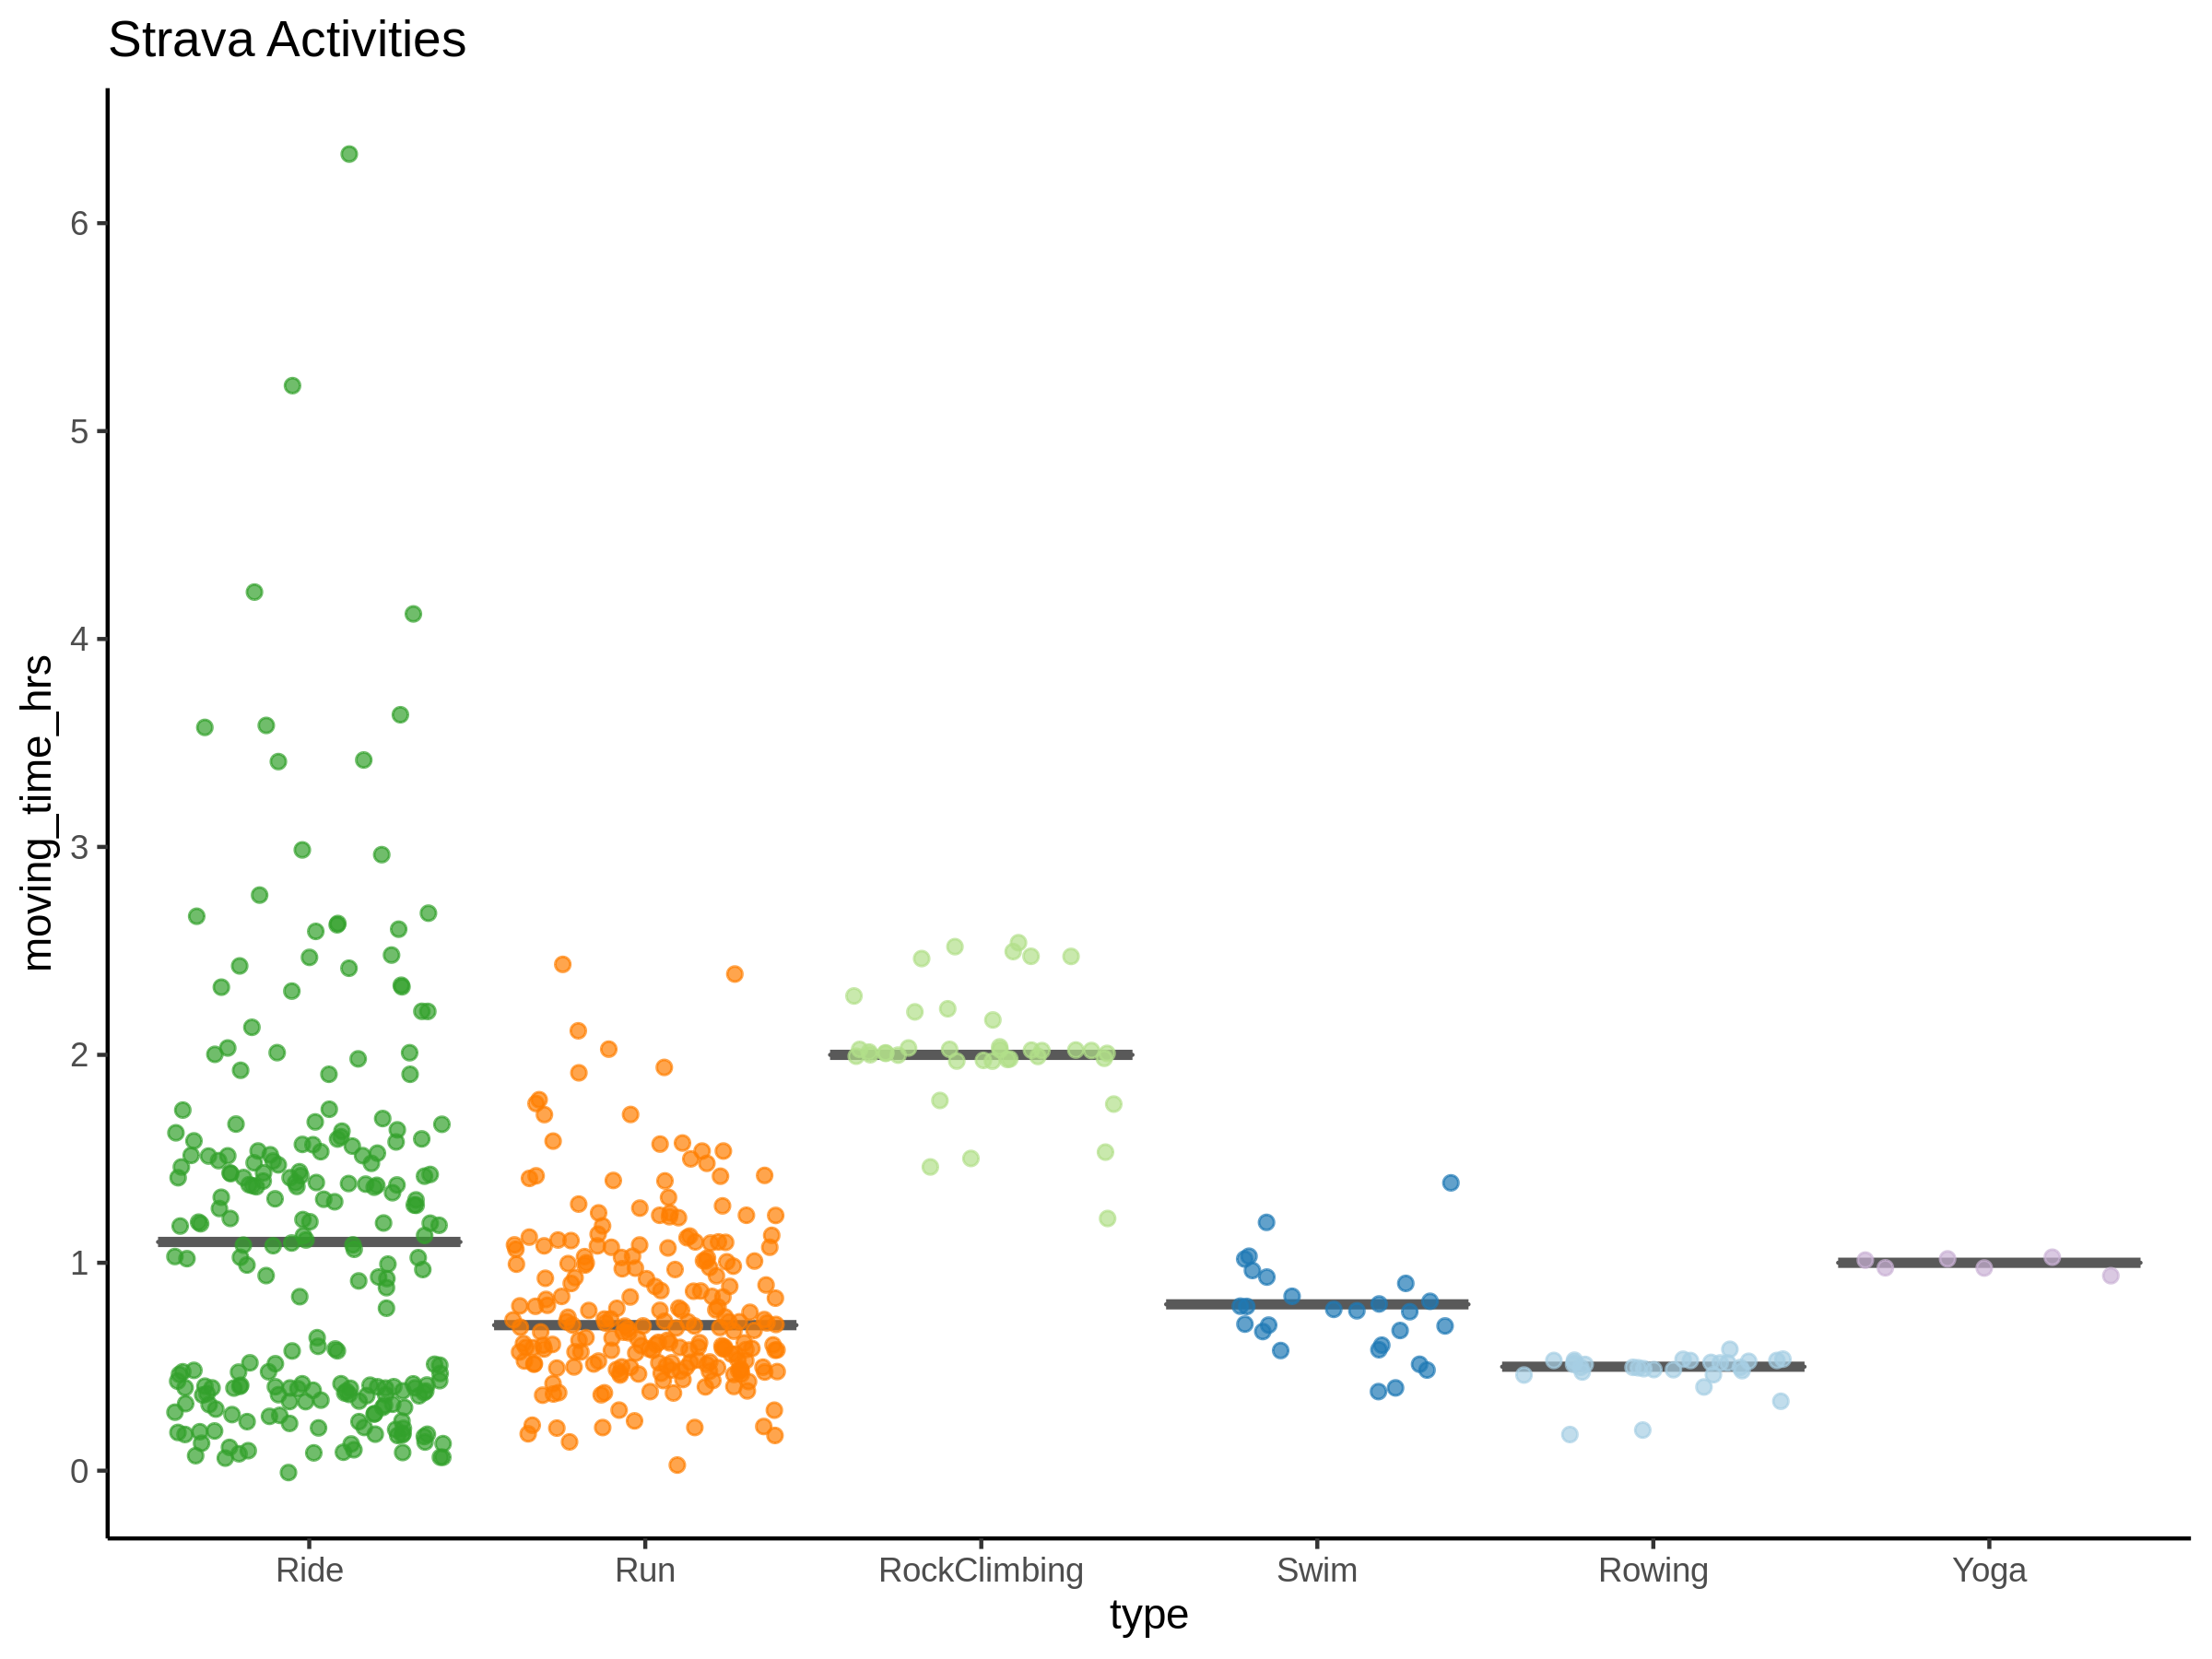 Strava Activities
moving_time_hrs
6
5
4
3
2
1
0
Ride Run RockClimbing Swim Rowing Yoga
type